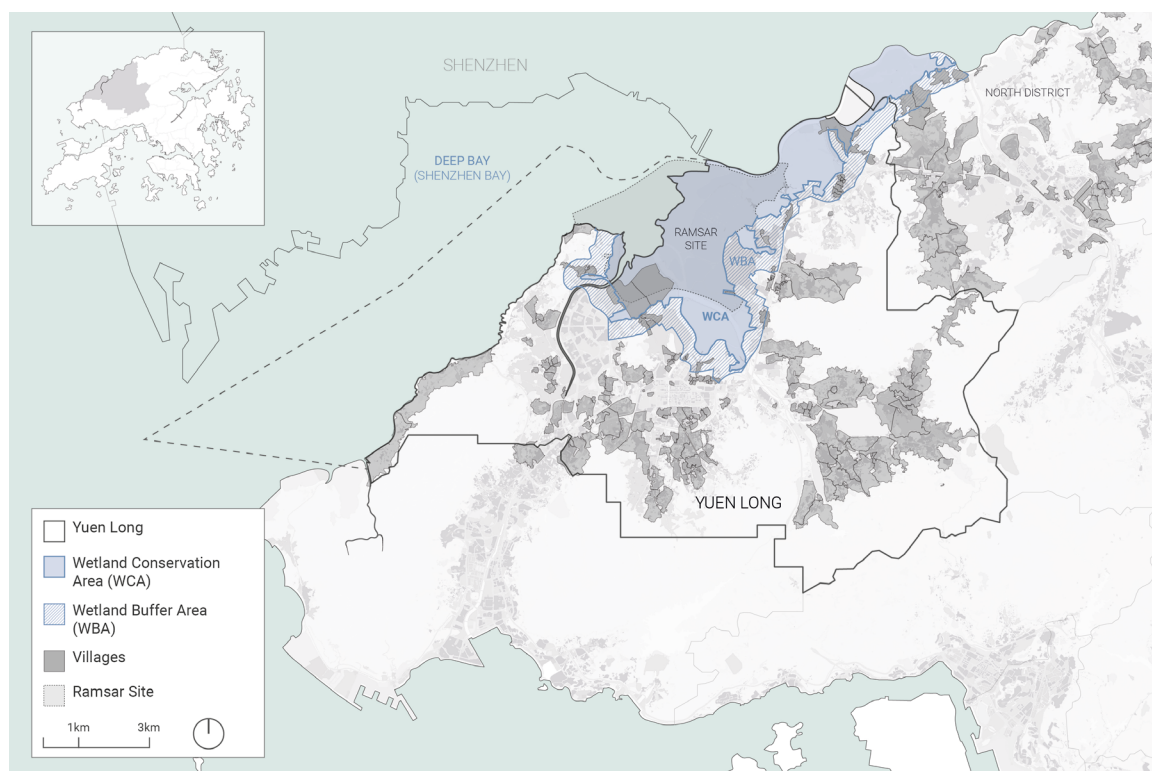 SHENZHEN
NORTH DISTRICT
DEEP BAY
(SHENZHEN BAY)
RAMSAR
SITE
WBA
WCA
YUEN LONG
Yuen Long
Wetland Conservation
Area (WCA)
Wetland Buffer Area
(WBA)
Villages
Ramsar Site
1km
3km